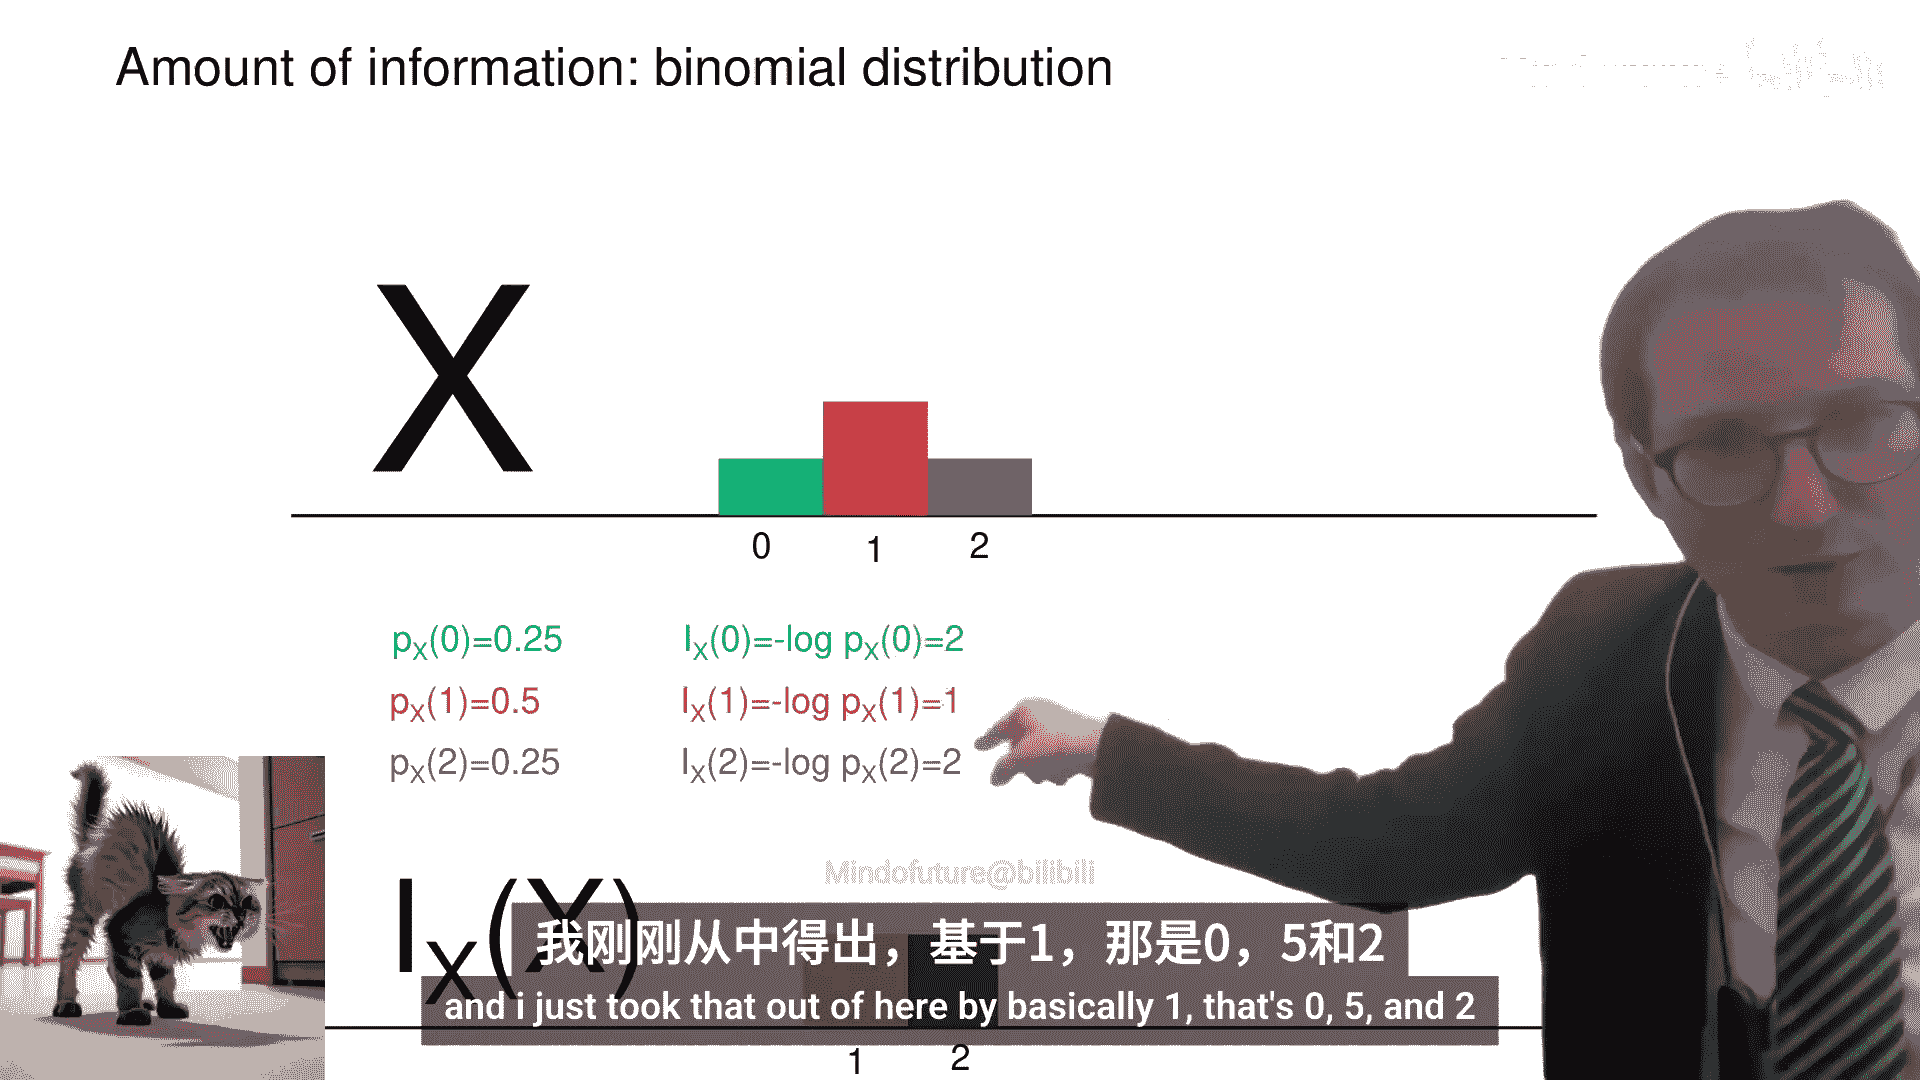 Amount of information: binomial distribution
X
0 1 2
pX(0)=0.25 IX(0)=-log pX(0)=2
pX(1)=0.5 IX(1)=-log pX(1)=1
pX(2)=0.25 IX(2)=-log pX(2)=2
Mindofuture@bilibili
IX(X)
我刚刚从中得出，基于1，那是0，5和2
and i just took that out of here by basically 1, that's 0, 5, and 2
1 2